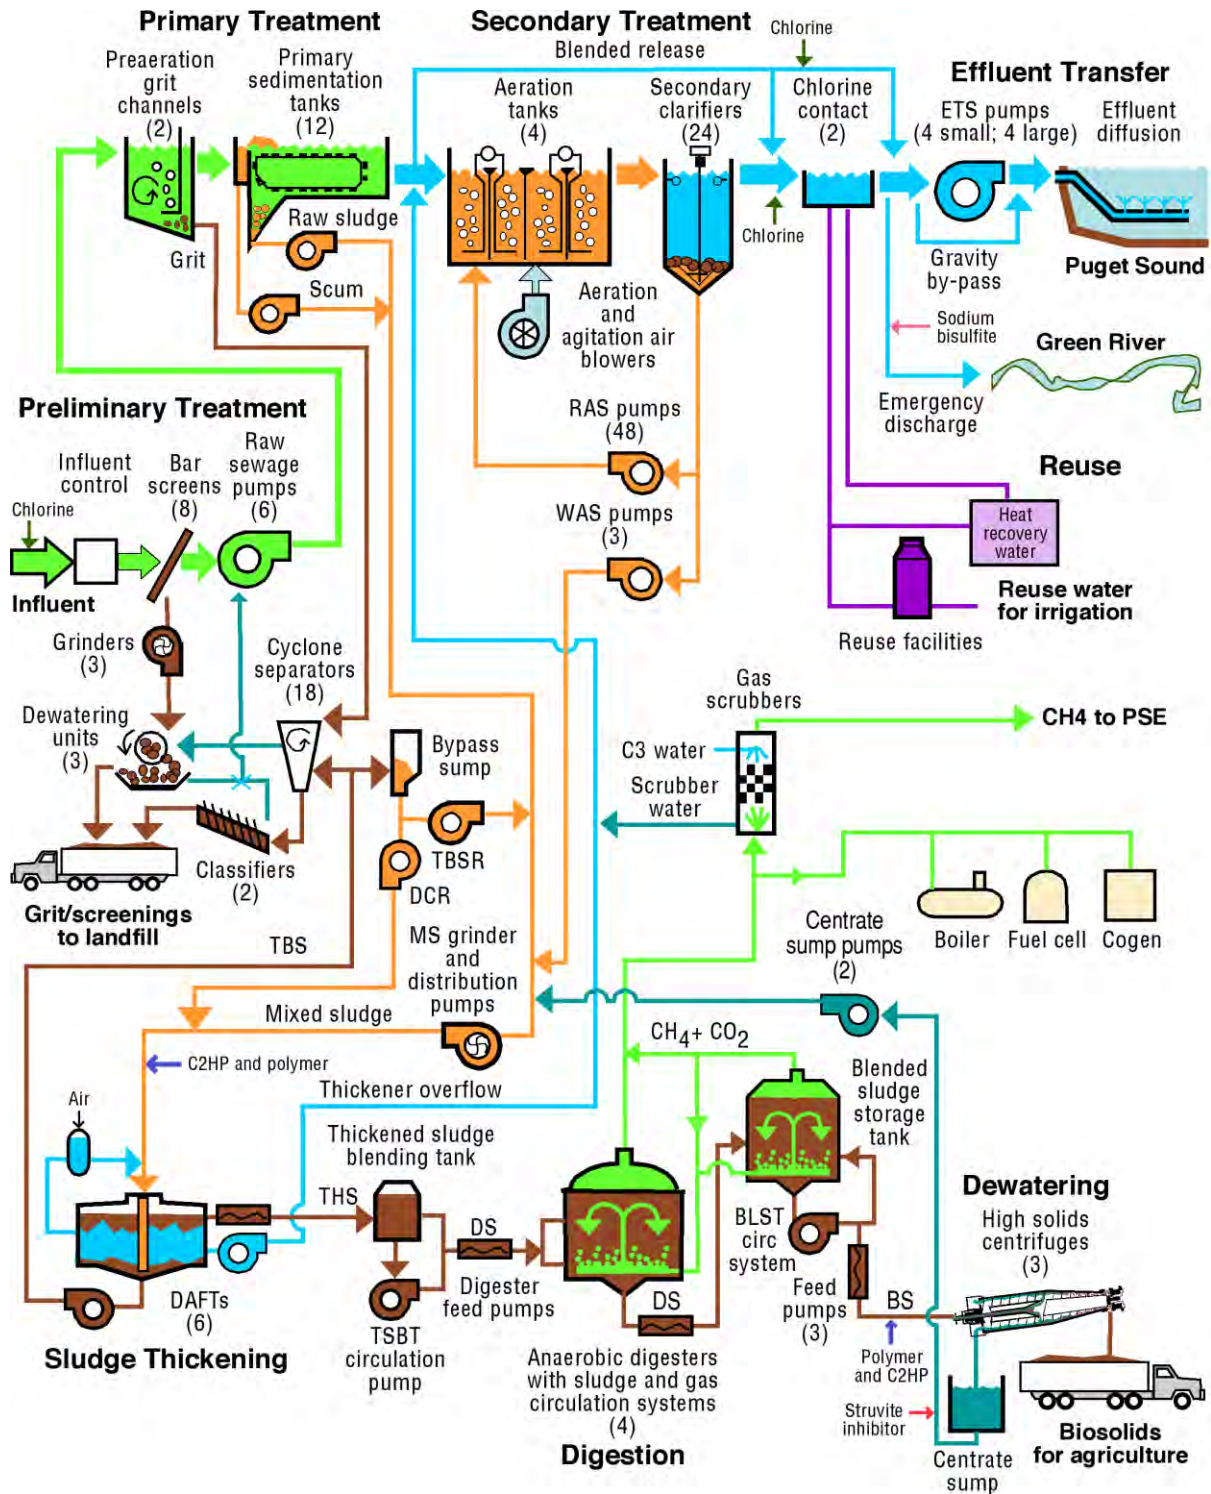 Primary Treatment
Secondary Treatment
Blended release
Chlorine
Preaeration
grit
channels
(2)
Primary
sedimentation
tanks
(12)
Aeration
tanks
(4)
Secondary
clarifiers
(24)
Chlorine
contact
(2)
Effluent Transfer
ETS pumps
(4 small; 4 large)
Effluent
diffusion
Raw sludge
Grit
Scum
Chlorine
Aeration
and
agitation air
blowers
Gravity
by-pass
Puget Sound
Sodium
bisulfite
Green River
Emergency
discharge
Preliminary Treatment
Influent
control
Bar
screens
(8)
Raw
sewage
pumps
(6)
Chlorine
Influent
RAS pumps
(48)
WAS pumps
(3)
Reuse
Heat
recovery
water
Reuse water
for irrigation
Reuse facilities
Grinders
(3)
Cyclone
separators
(18)
Dewatering
units
(3)
Bypass
sump
Gas
scrubbers
CH4 to PSE
C3 water
Scrubber
water
TBSR
DCR
Classifiers
(2)
Grit/screenings
to landfill
TBS
MS grinder
and
distribution
pumps
Mixed sludge
Centrate
sump pumps
(2)
Boiler
Fuel cell
Cogen
C2HP and polymer
Air
Thickener overflow
CH4 + CO2
Blended
sludge
storage
tank
Thickened sludge
blending tank
THS
DS
Digester
feed pumps
BLST
circ
system
Dewatering
High solids
centrifuges
(3)
DAFTs
(6)
Sludge Thickening
TSBT
circulation
pump
DS
Feed
pumps
(3)
BS
Polymer
and C2HP
Anaerobic digesters
with sludge and gas
circulation systems
(4)
Digestion
Struvite
inhibitor
Centrate
sump
Biosolids
for agriculture